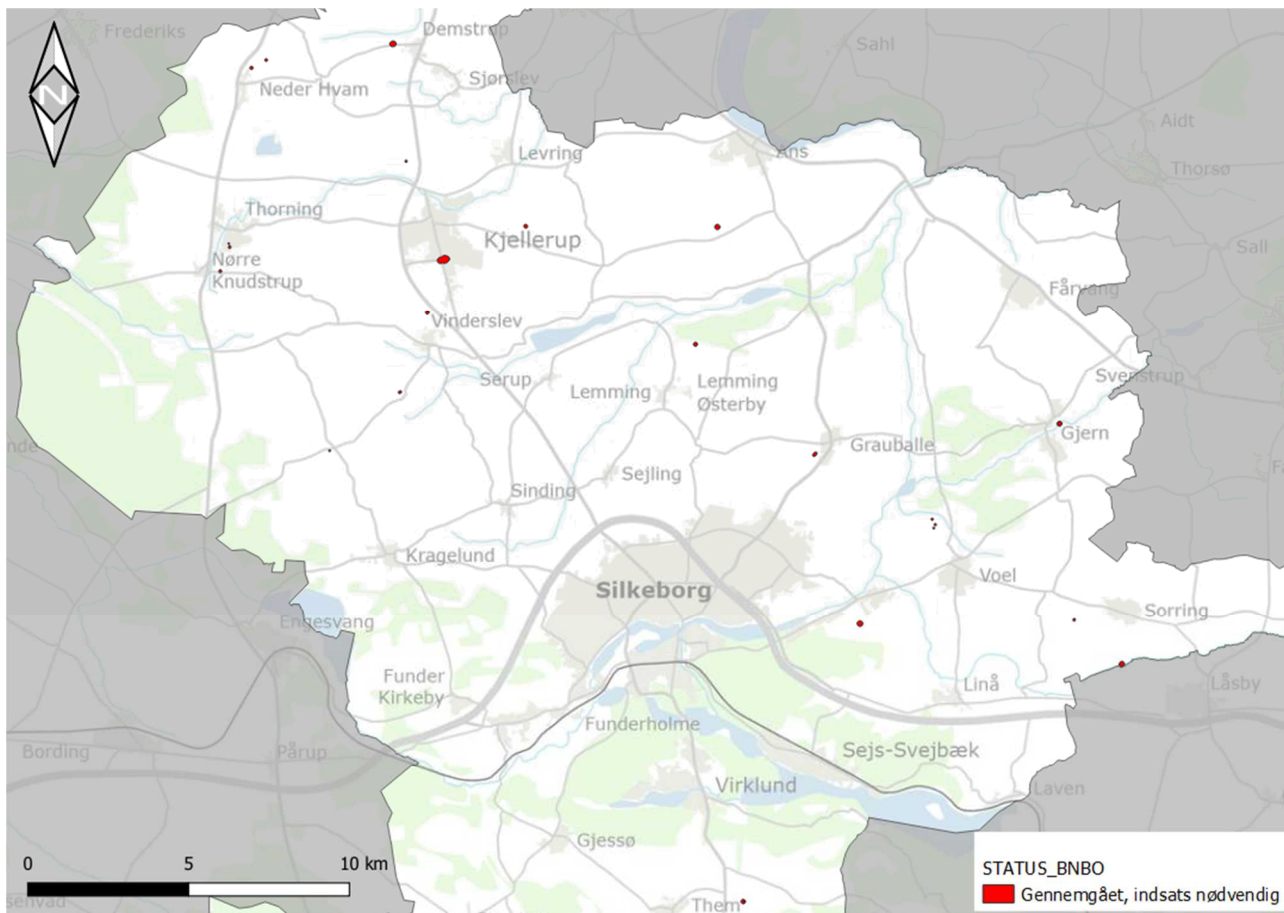 Frederiks
Demstrup
Sahl
Sjørslev
Neder Hvam
Aidt
Ans
Levring
Thorsø
Thorning
Kjellerup
Sall
Nørre
Knudstrup
Fårvang
Vinderslev
Svenstrup
Serup
Lemming
Lemming
Østerby
Gjern
Grauballe
Sejling
Sinding
Kragelund
Voel
Silkeborg
Sorring
Engesvang
Funder
Kirkeby
Linå
Låsby
Funderholme
Bording
Pårup
Sejs-Svejbæk
Virklund
Laven
Gjessø
Them
N
0 5 10 km
STATUS_BNBO
Gennemgået, indsats nødvendig